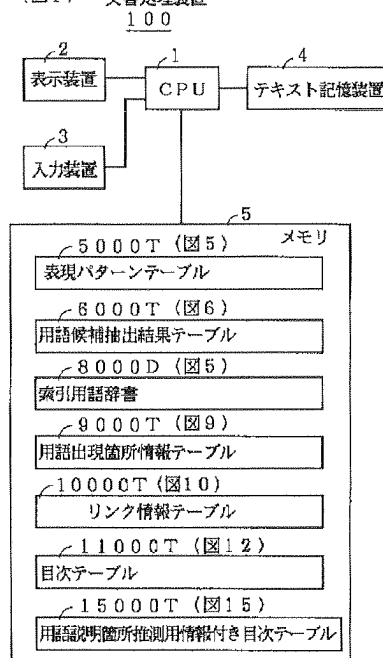 100
2
表示装置
1
CPU
4
テキスト記憶装置
3
入力装置
5
メモリ
5000T(図5)
表現パターンテーブル
6000T(図6)
用語候補抽出結果テーブル
8000D(図5)
索引用語辞書
9000T(図9)
用語出現箇所情報テーブル
10000T(図10)
リンク情報テーブル
11000T(図12)
目次テーブル
15000T(図15)
用語説明箇所推測用情報付き目次テーブル